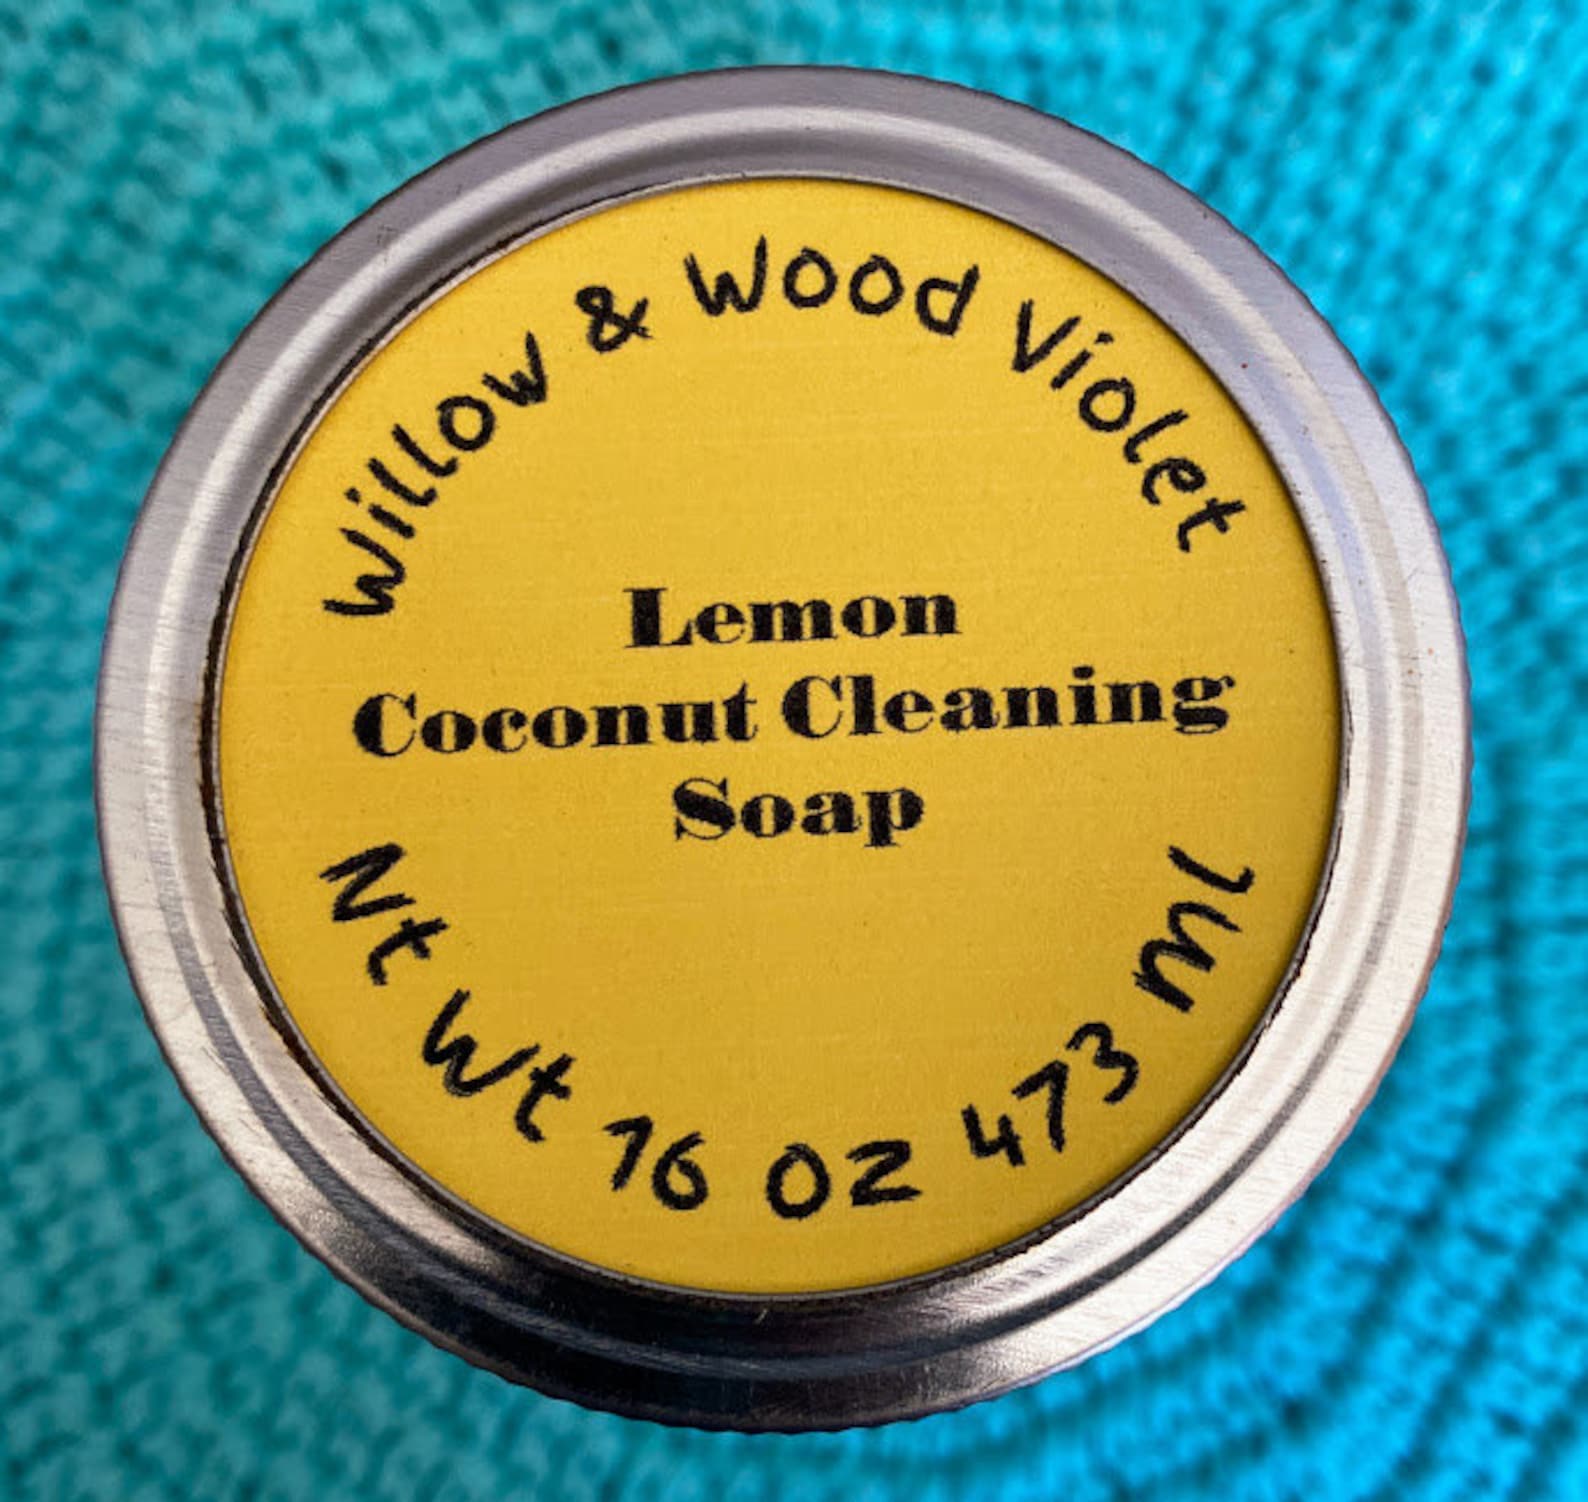 Willow & Wood Violet
Lemon
Coconut Cleaning
Soap
Nt Wt 16 oz 473 ml